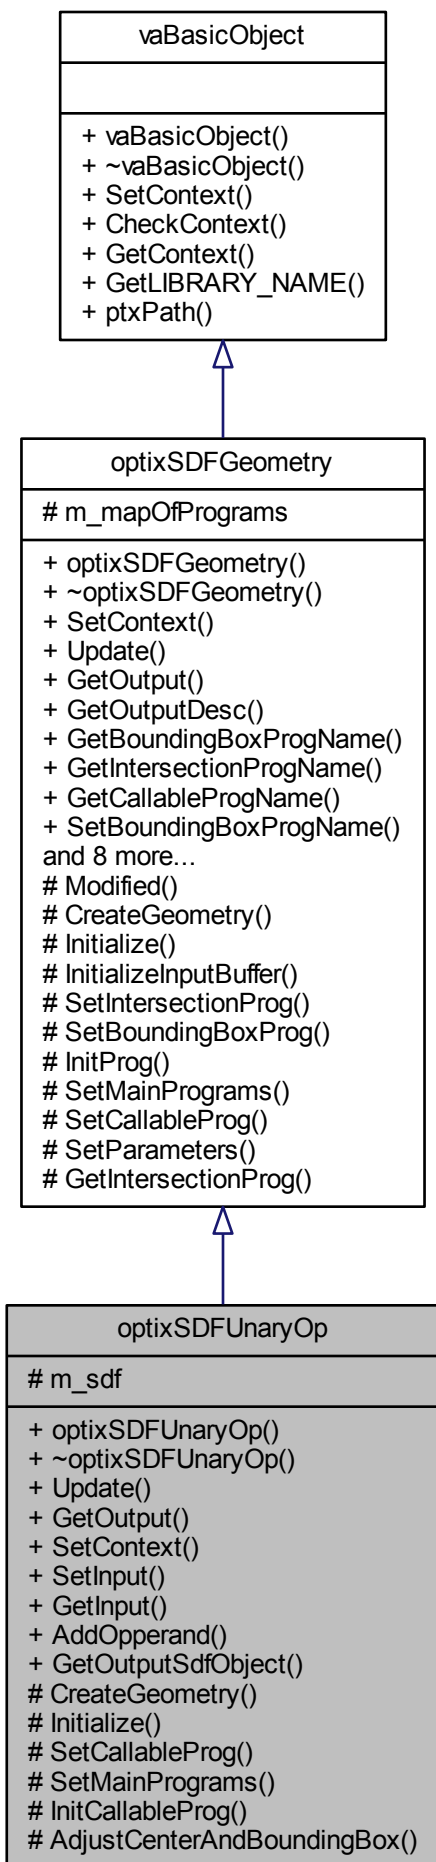 vaBasicObject
+ vaBasicObject()
+ ~vaBasicObject()
+ SetContext()
+ CheckContext()
+ GetContext()
+ GetLIBRARY_NAME()
+ ptxPath()
optixSDFGeometry
# m_mapOfPrograms
+ optixSDFGeometry()
+ ~optixSDFGeometry()
+ SetContext()
+ Update()
+ GetOutput()
+ GetOutputDesc()
+ GetBoundingBoxProgName()
+ GetIntersectionProgName()
+ GetCallableProgName()
+ SetBoundingBoxProgName()
and 8 more...
# Modified()
# CreateGeometry()
# Initialize()
# InitializeInputBuffer()
# SetIntersectionProg()
# SetBoundingBoxProg()
# InitProg()
# SetMainPrograms()
# SetCallableProg()
# SetParameters()
# GetIntersectionProg()
optixSDFUnaryOp
# m_sdf
+ optixSDFUnaryOp()
+ ~optixSDFUnaryOp()
+ Update()
+ GetOutput()
+ SetContext()
+ SetInput()
+ GetInput()
+ AddOpperand()
+ GetOutputSdfObject()
# CreateGeometry()
# Initialize()
# SetCallableProg()
# SetMainPrograms()
# InitCallableProg()
# AdjustCenterAndBoundingBox()